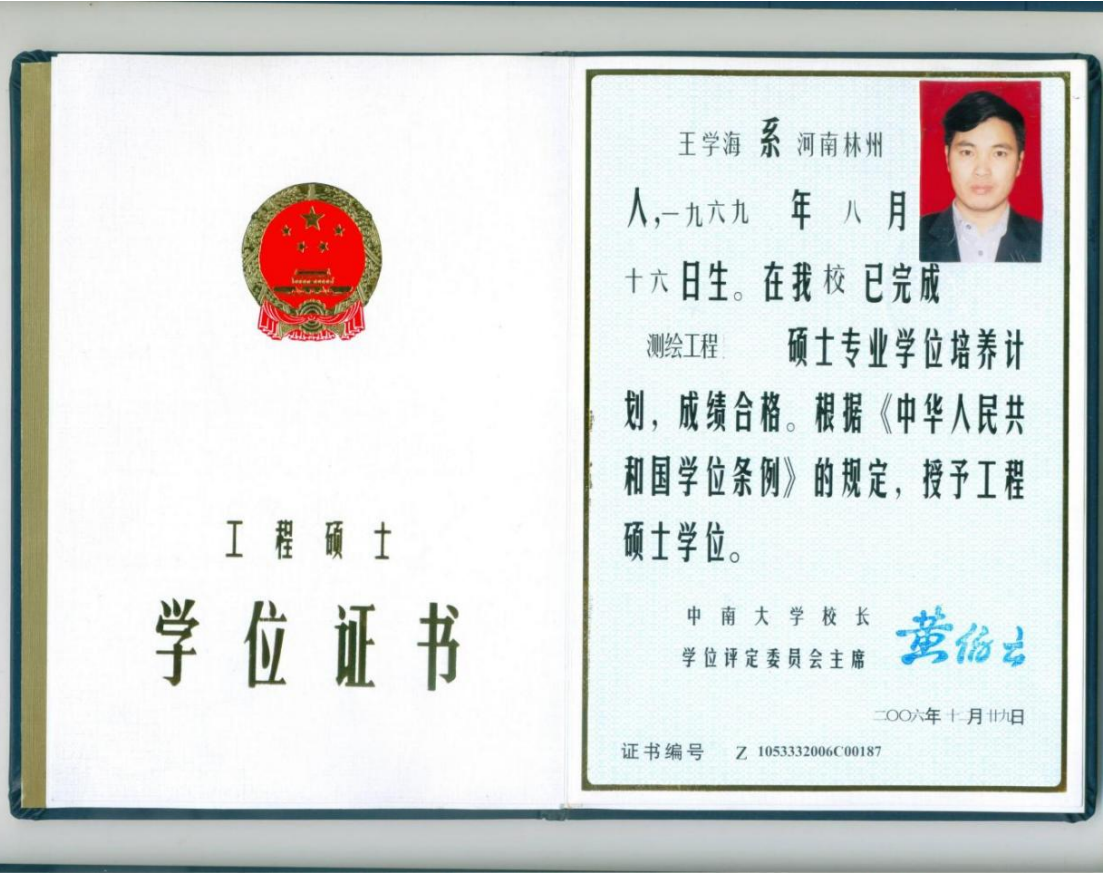 工程硕士
学位证书
王学海 系 河南林州
人,一九六九 年 八 月
十六日生。在我校已完成
测绘工程 硕士专业学位培养计
划，成绩合格。根据《中华人民共
和国学位条例》的规定，授予工程
硕士学位。
中南大学校长
学位评定委员会主席
黄伯云
二〇〇六年十二月廿九日
证书编号 Z 1053332006C00187